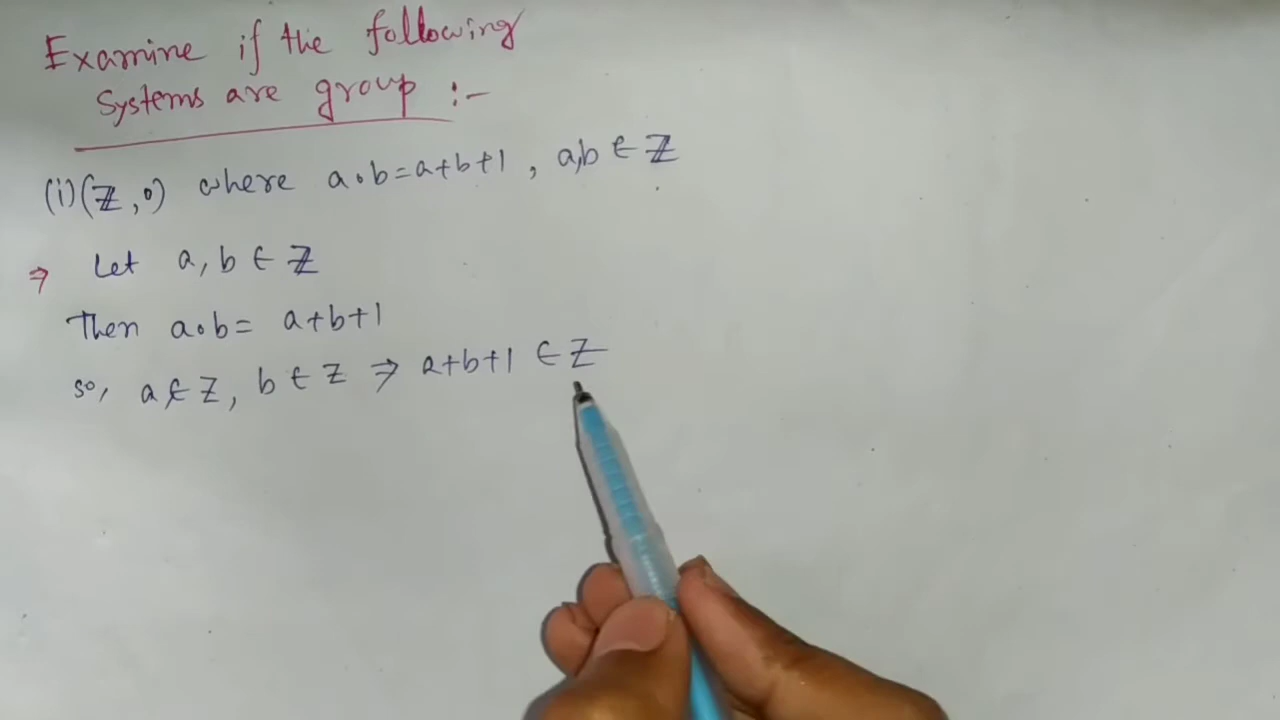 Examine if the following
Systems are group :-
(i) (ℤ, ∘) where a∘b=a+b+1, a,b ∈ ℤ
⇒ Let a, b ∈ ℤ
Then a∘b= a+b+1
so, a ∈ Z, b ∈ Z ⇒ a+b+1 ∈ Z